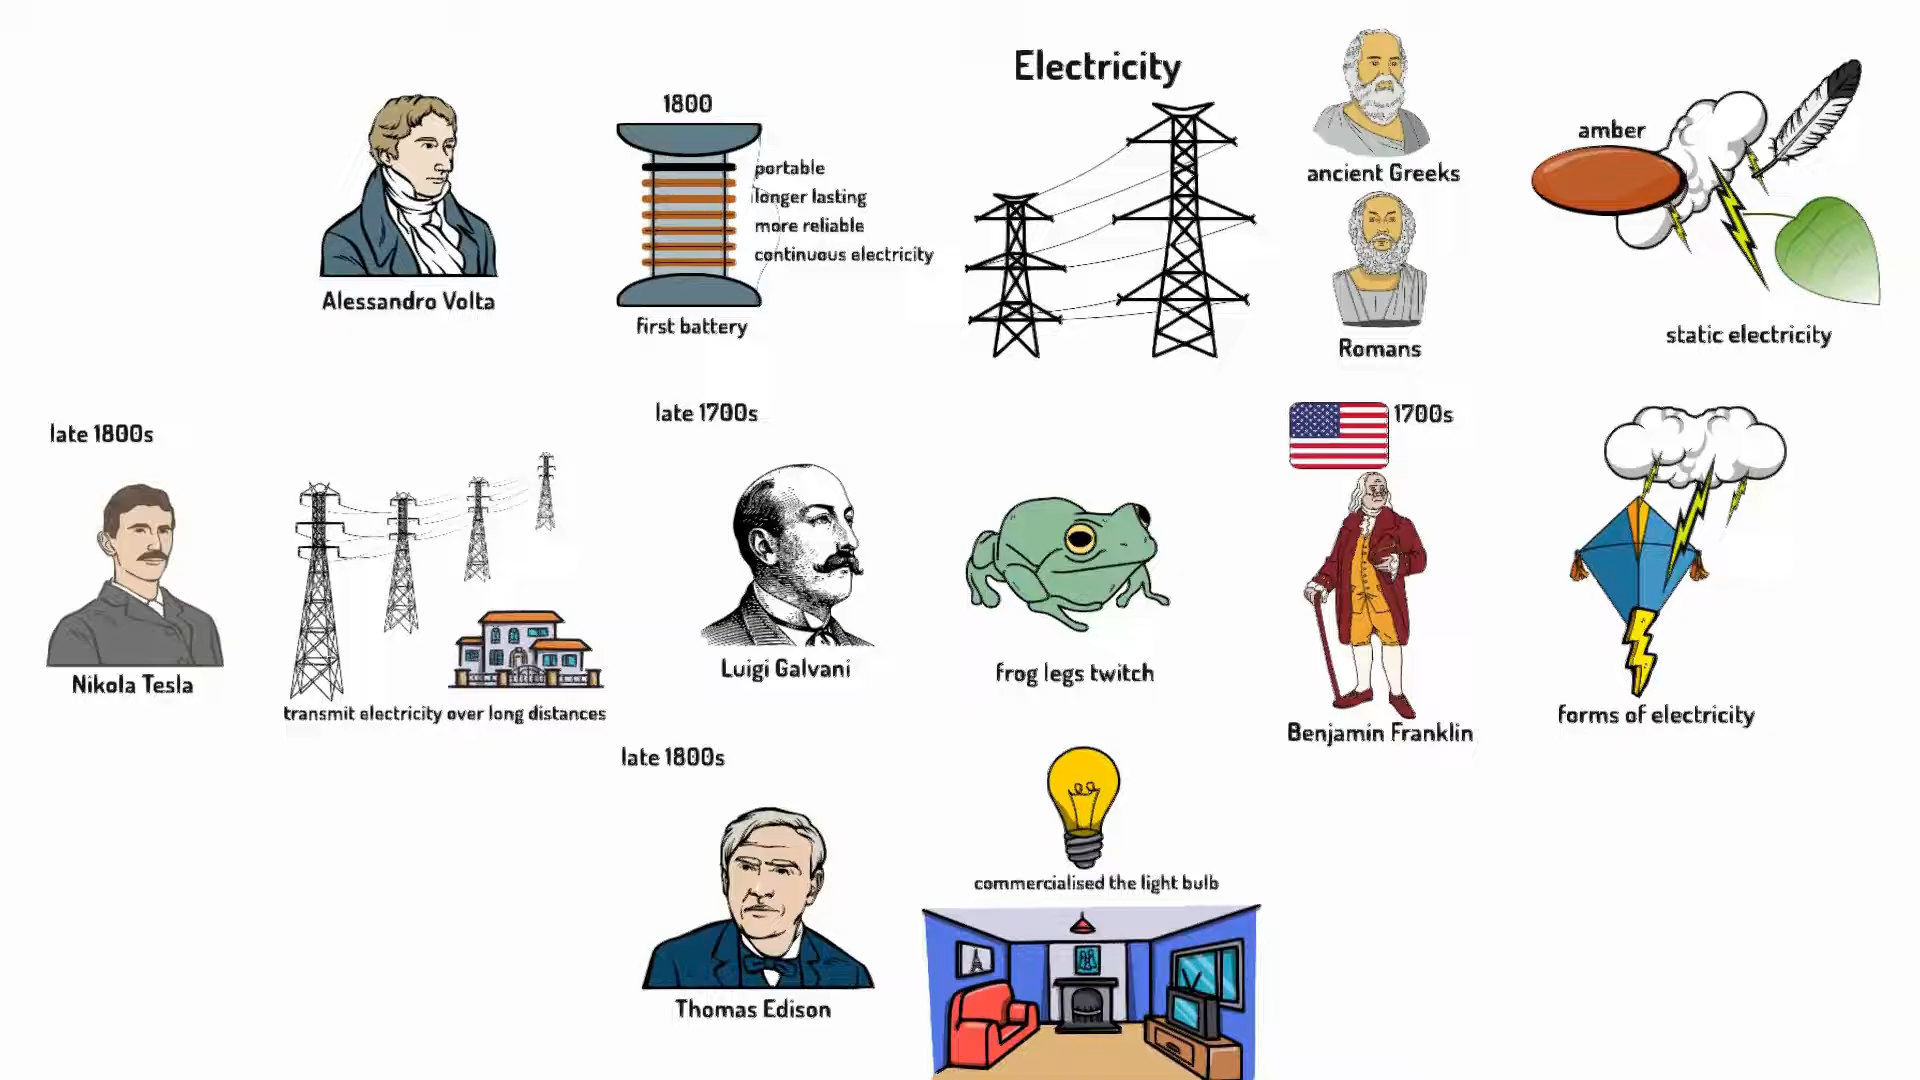 Electricity
ancient Greeks
Romans
amber
static electricity
1700s
Benjamin Franklin
forms of electricity
late 1700s
Luigi Galvani
frog legs twitch
Alessandro Volta
1800
portable
longer lasting
more reliable
continuous electricity
first battery
late 1800s
Thomas Edison
commercialised the light bulb
late 1800s
Nikola Tesla
transmit electricity over long distances